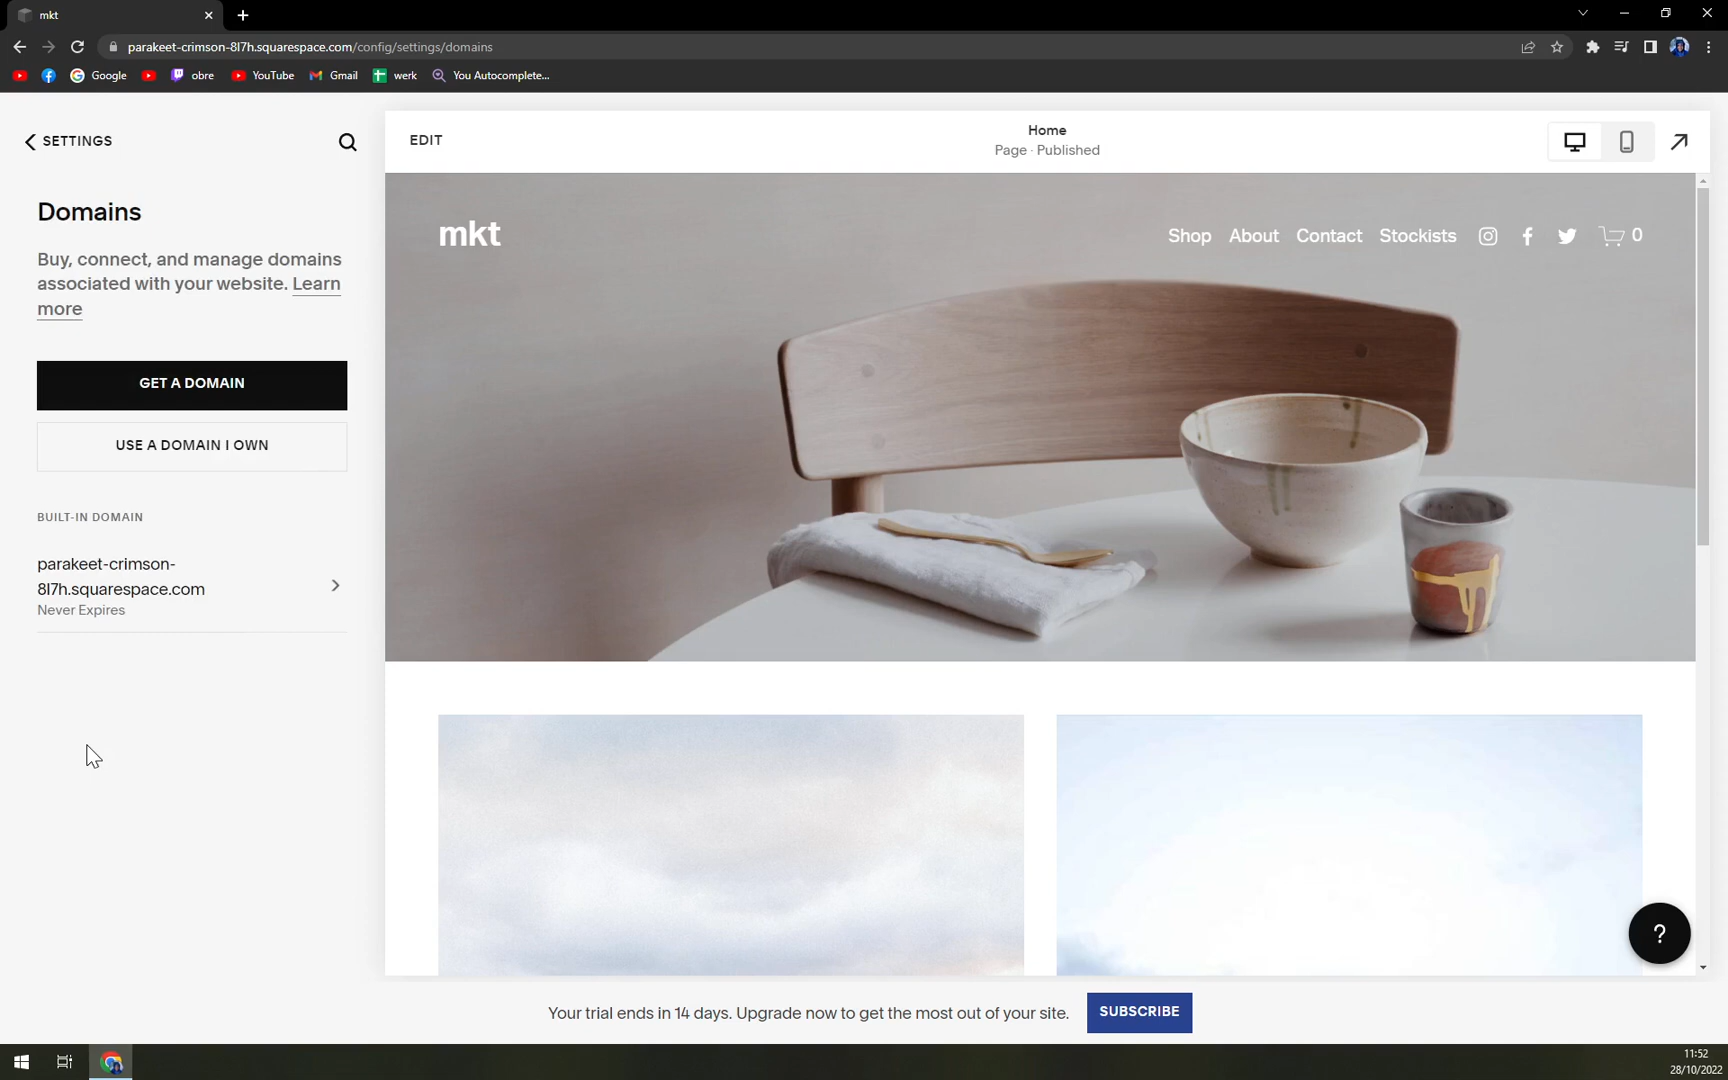 mkt
parakeet-crimson-8l7h.squarespace.com/config/settings/domains
Google
obre
YouTube
Gmail
werk
You Autocomplete...
SETTINGS
Domains
Buy, connect, and manage domains
associated with your website. Learn
more
GET A DOMAIN
USE A DOMAIN I OWN
BUILT-IN DOMAIN
parakeet-crimson-
8l7h.squarespace.com
Never Expires
EDIT
Home
Page · Published
mkt
Shop About Contact Stockists 0
?
Your trial ends in 14 days. Upgrade now to get the most out of your site. SUBSCRIBE
11:52
28/10/2022